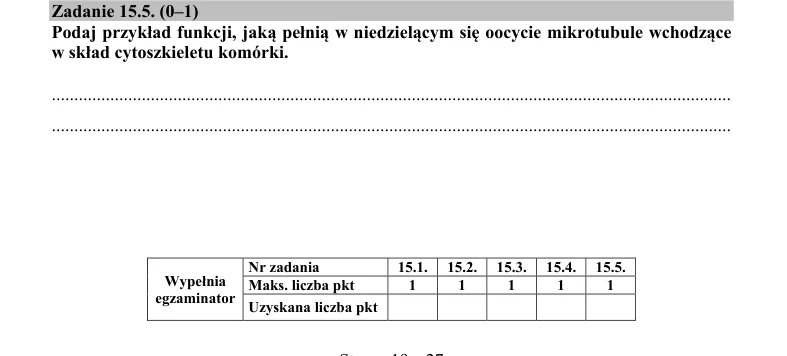 Zadanie 15.5. (0–1)
Podaj przykład funkcji, jaką pełnią w niedzielącym się oocycie mikrotubule wchodzące
w skład cytoszkieletu komórki.
....................................................................................................................................................
....................................................................................................................................................
Wypełnia egzaminator
Nr zadania 15.1. 15.2. 15.3. 15.4. 15.5.
Maks. liczba pkt 1 1 1 1 1
Uzyskana liczba pkt